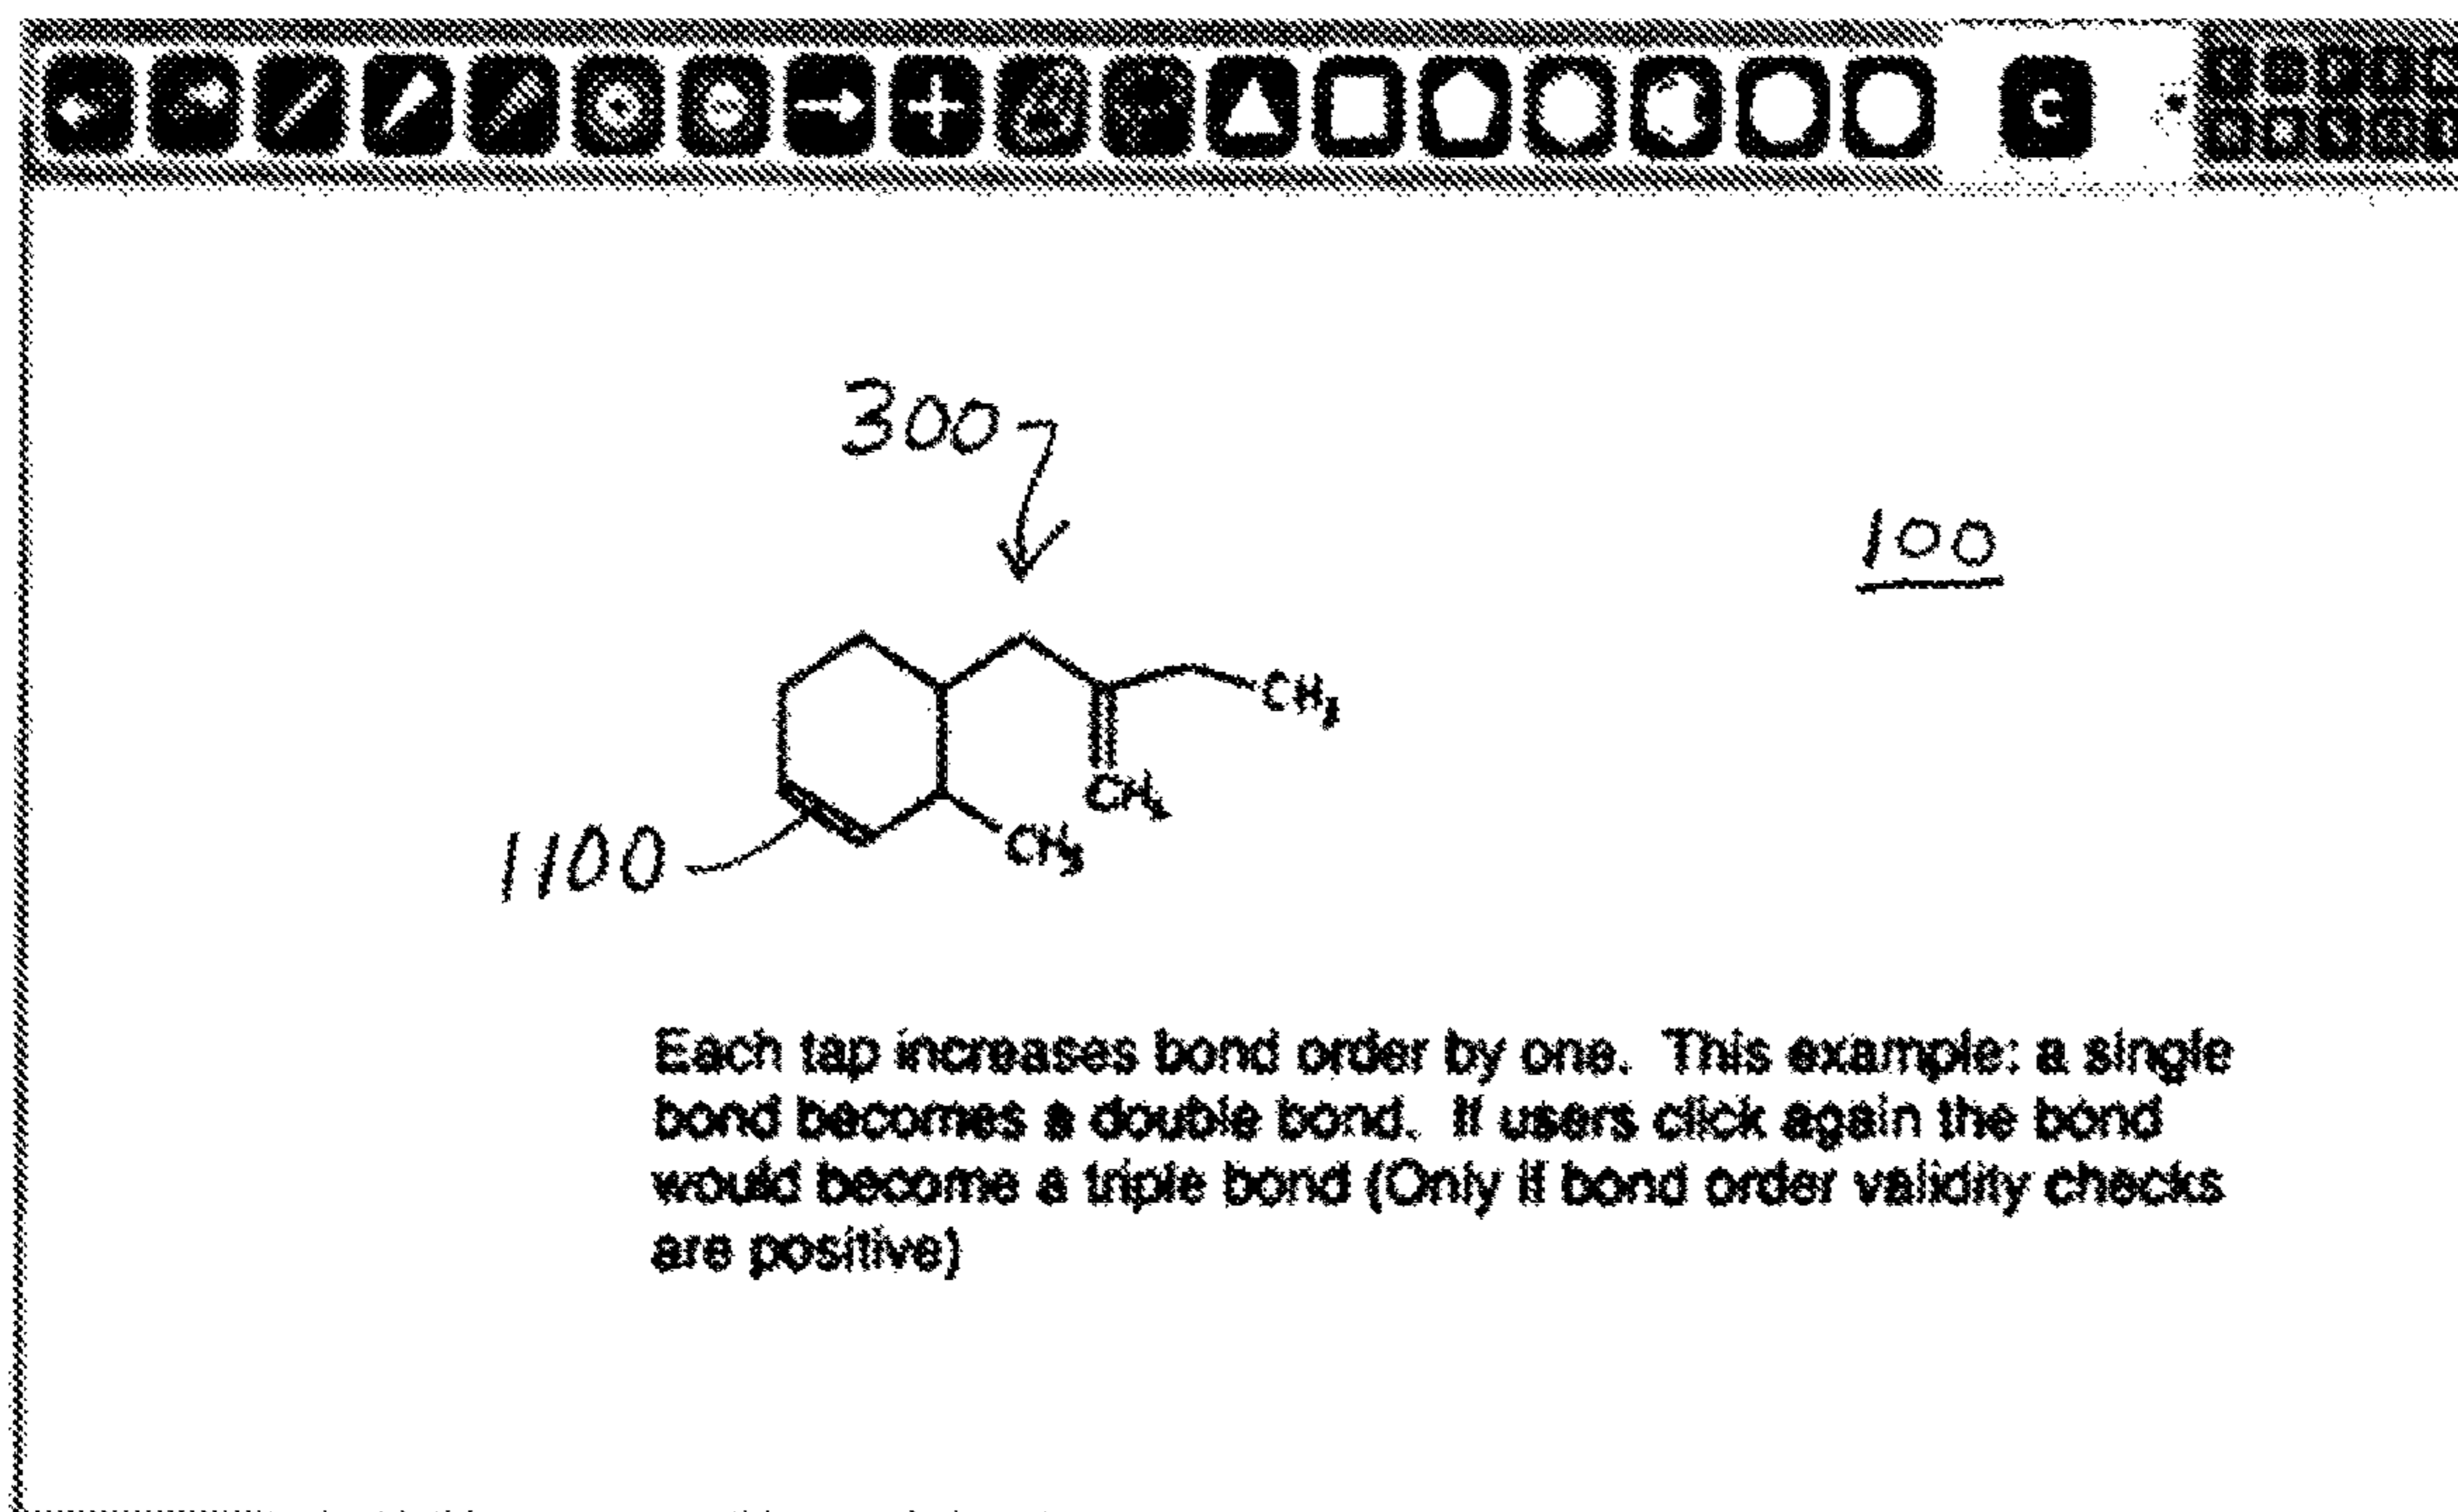 C
300
100
CH3
CH2
CH3
1100
Each tap increases bond order by one. This example: a single
bond becomes a double bond. If users click again the bond
would become a triple bond (Only if bond order validity checks
are positive)